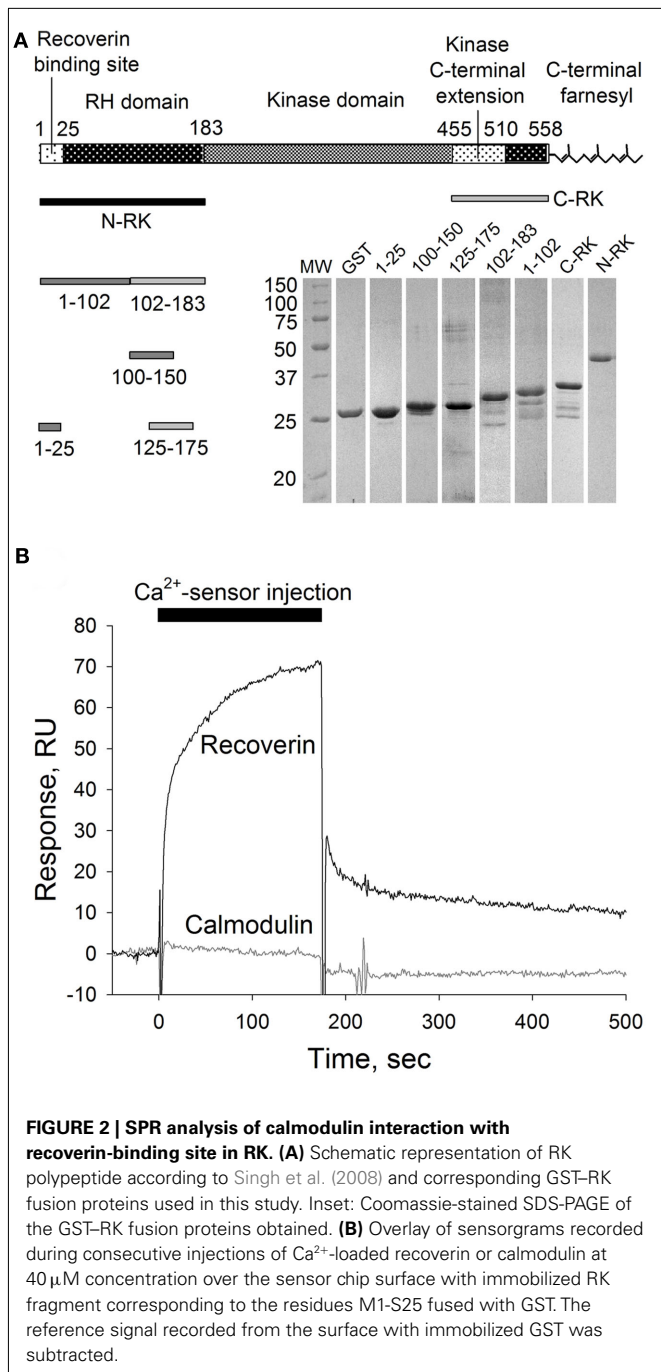 A
Recoverin
binding site
RH domain
Kinase domain
Kinase
C-terminal
extension
C-terminal
farnesyl
1 25 183 455 510 558
N-RK
C-RK
1-102 102-183
100-150
1-25 125-175
MW GST 1-25 100-150 125-175 102-183 1-102 C-RK N-RK
150
100
75
50
37
25
20
B
Ca²⁺-sensor injection
80
70
60
50
40
30
20
10
0
-10
Response, RU
Recoverin
Calmodulin
0 100 200 300 400 500
Time, sec
FIGURE 2 | SPR analysis of calmodulin interaction with
recoverin-binding site in RK. (A) Schematic representation of RK
polypeptide according to Singh et al. (2008) and corresponding GST–RK
fusion proteins used in this study. Inset: Coomassie-stained SDS-PAGE of
the GST–RK fusion proteins obtained. (B) Overlay of sensorgrams recorded
during consecutive injections of Ca²⁺-loaded recoverin or calmodulin at
40 μM concentration over the sensor chip surface with immobilized RK
fragment corresponding to the residues M1-S25 fused with GST. The
reference signal recorded from the surface with immobilized GST was
subtracted.